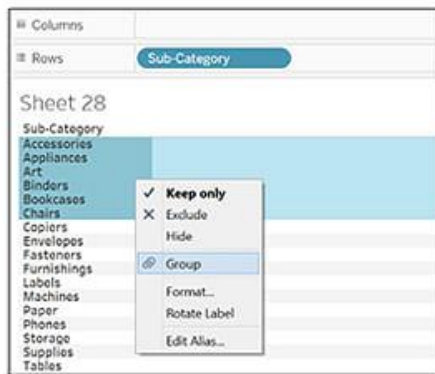 Columns
Rows
Sub-Category
Sheet 28
Sub-Category
Accessories
Appliances
Art
Binders
Bookcases
Chairs
Copiers
Envelopes
Fasteners
Furnishings
Labels
Machines
Paper
Phones
Storage
Supplies
Tables
Keep only
Exclude
Hide
Group
Format...
Rotate Label
Edit Alias...